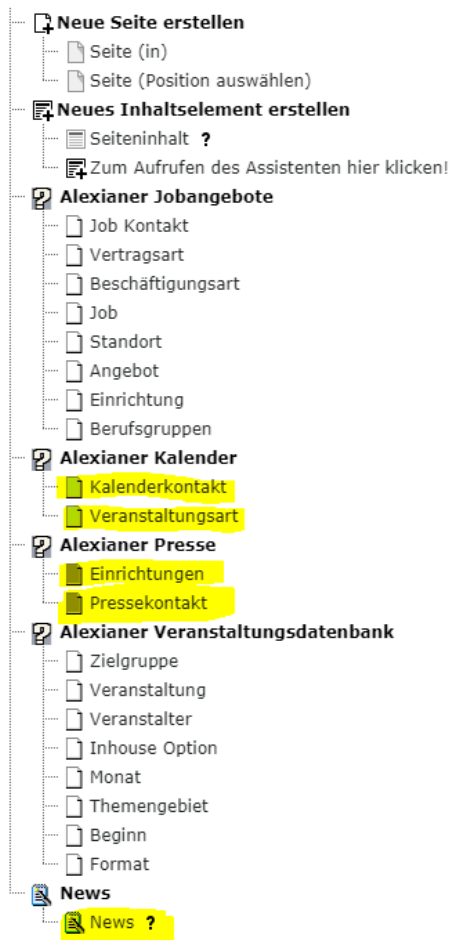 Neue Seite erstellen
Seite (in)
Seite (Position auswählen)
Neues Inhaltselement erstellen
Seiteninhalt ?
Zum Aufrufen des Assistenten hier klicken!
Alexianer Jobangebote
Job Kontakt
Vertragsart
Beschäftigungsart
Job
Standort
Angebot
Einrichtung
Berufsgruppen
Alexianer Kalender
Kalenderkontakt
Veranstaltungsart
Alexianer Presse
Einrichtungen
Pressekontakt
Alexianer Veranstaltungsdatenbank
Zielgruppe
Veranstaltung
Veranstalter
Inhouse Option
Monat
Themengebiet
Beginn
Format
News
News ?